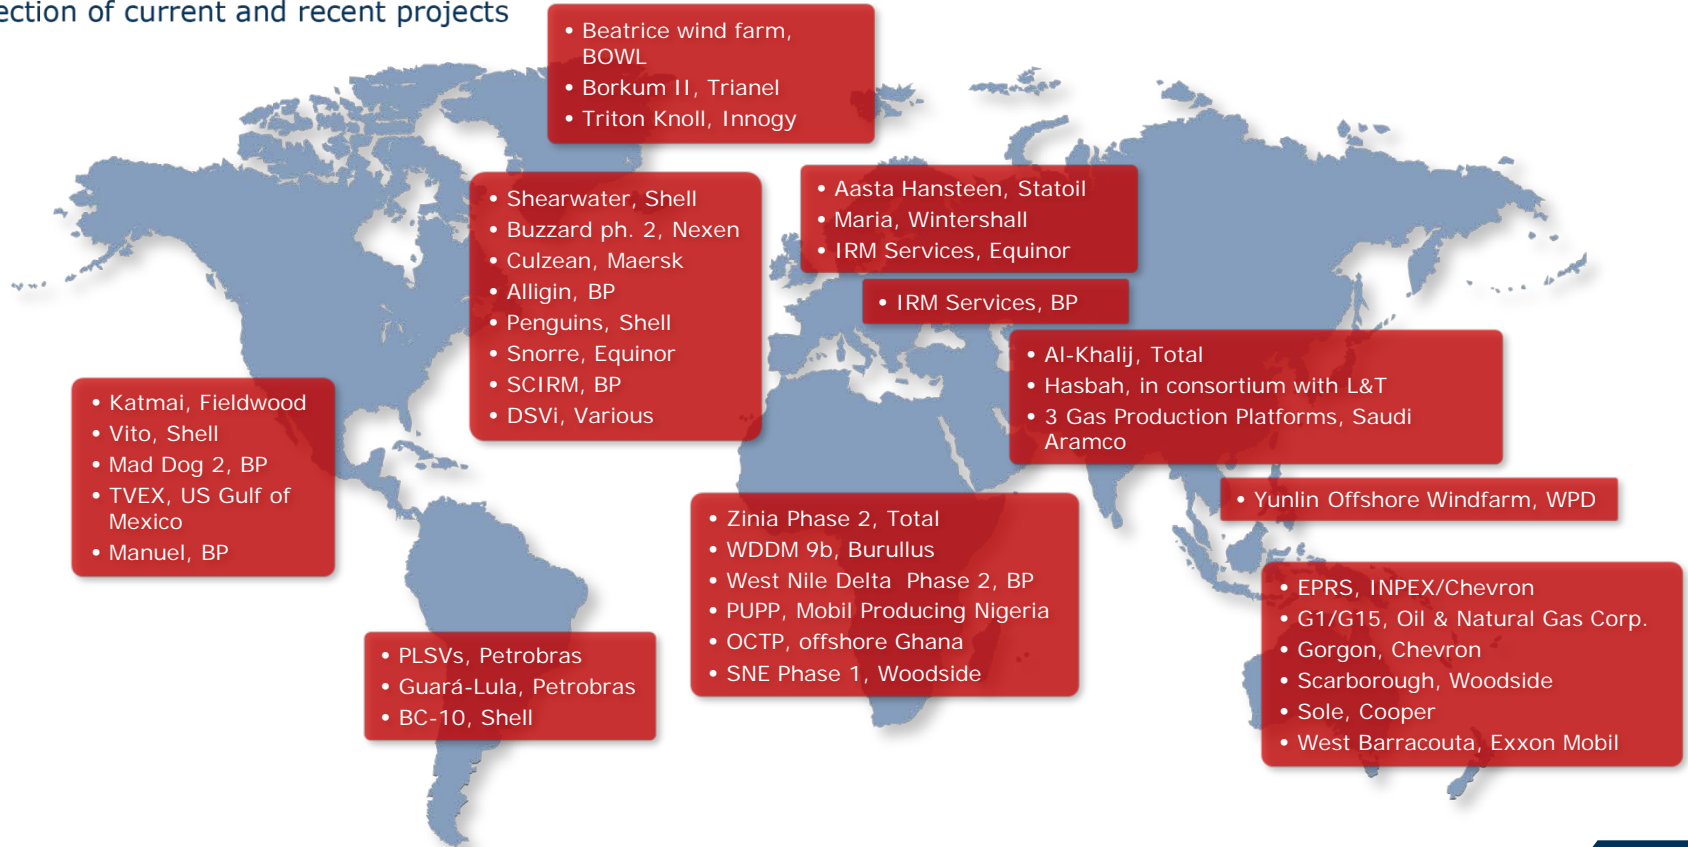 ection of current and recent projects
• Beatrice wind farm,
BOWL
• Borkum II, Trianel
• Triton Knoll, Innogy
• Shearwater, Shell
• Buzzard ph. 2, Nexen
• Culzean, Maersk
• Alligin, BP
• Penguins, Shell
• Snorre, Equinor
• SCIRM, BP
• DSVi, Various
• Aasta Hansteen, Statoil
• Maria, Wintershall
• IRM Services, Equinor
• IRM Services, BP
• Al-Khalij, Total
• Hasbah, in consortium with L&T
• 3 Gas Production Platforms, Saudi
Aramco
• Katmai, Fieldwood
• Vito, Shell
• Mad Dog 2, BP
• TVEX, US Gulf of
Mexico
• Manuel, BP
• Yunlin Offshore Windfarm, WPD
• Zinia Phase 2, Total
• WDDM 9b, Burullus
• West Nile Delta Phase 2, BP
• PUPP, Mobil Producing Nigeria
• OCTP, offshore Ghana
• SNE Phase 1, Woodside
• EPRS, INPEX/Chevron
• G1/G15, Oil & Natural Gas Corp.
• Gorgon, Chevron
• Scarborough, Woodside
• Sole, Cooper
• West Barracouta, Exxon Mobil
• PLSVs, Petrobras
• Guará-Lula, Petrobras
• BC-10, Shell